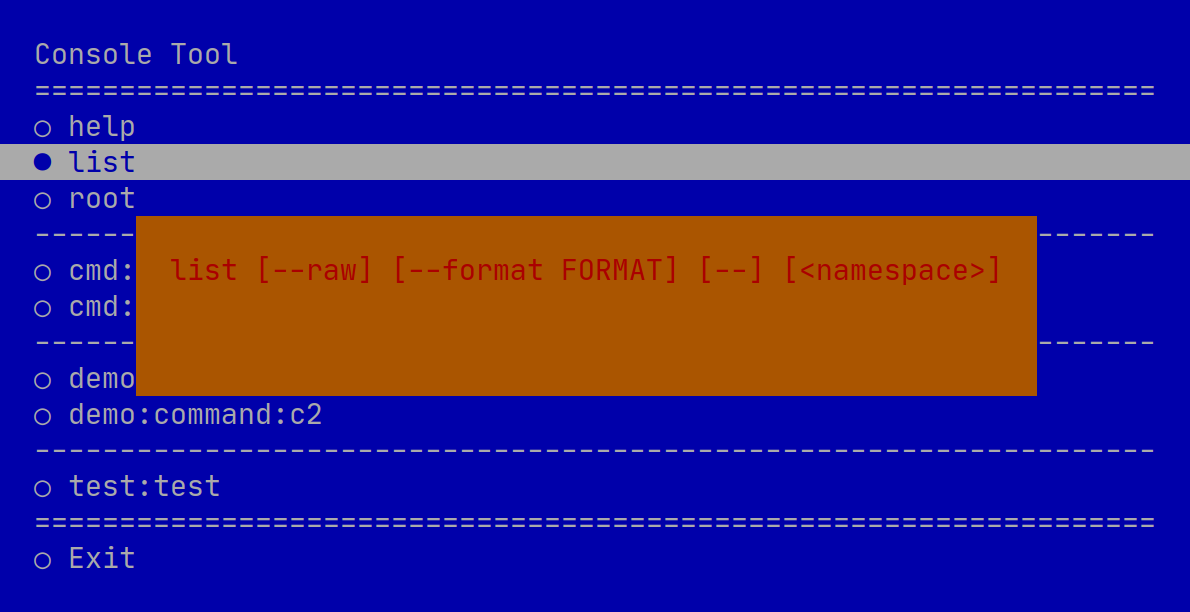 Console Tool
==================================================================
○ help
● list
○ root
------ -------
○ cmd:
list [--raw] [--format FORMAT] [--] [<namespace>]
○ cmd:
------ -------
○ demo
○ demo:command:c2
------------------------------------------------------------------
○ test:test
==================================================================
○ Exit